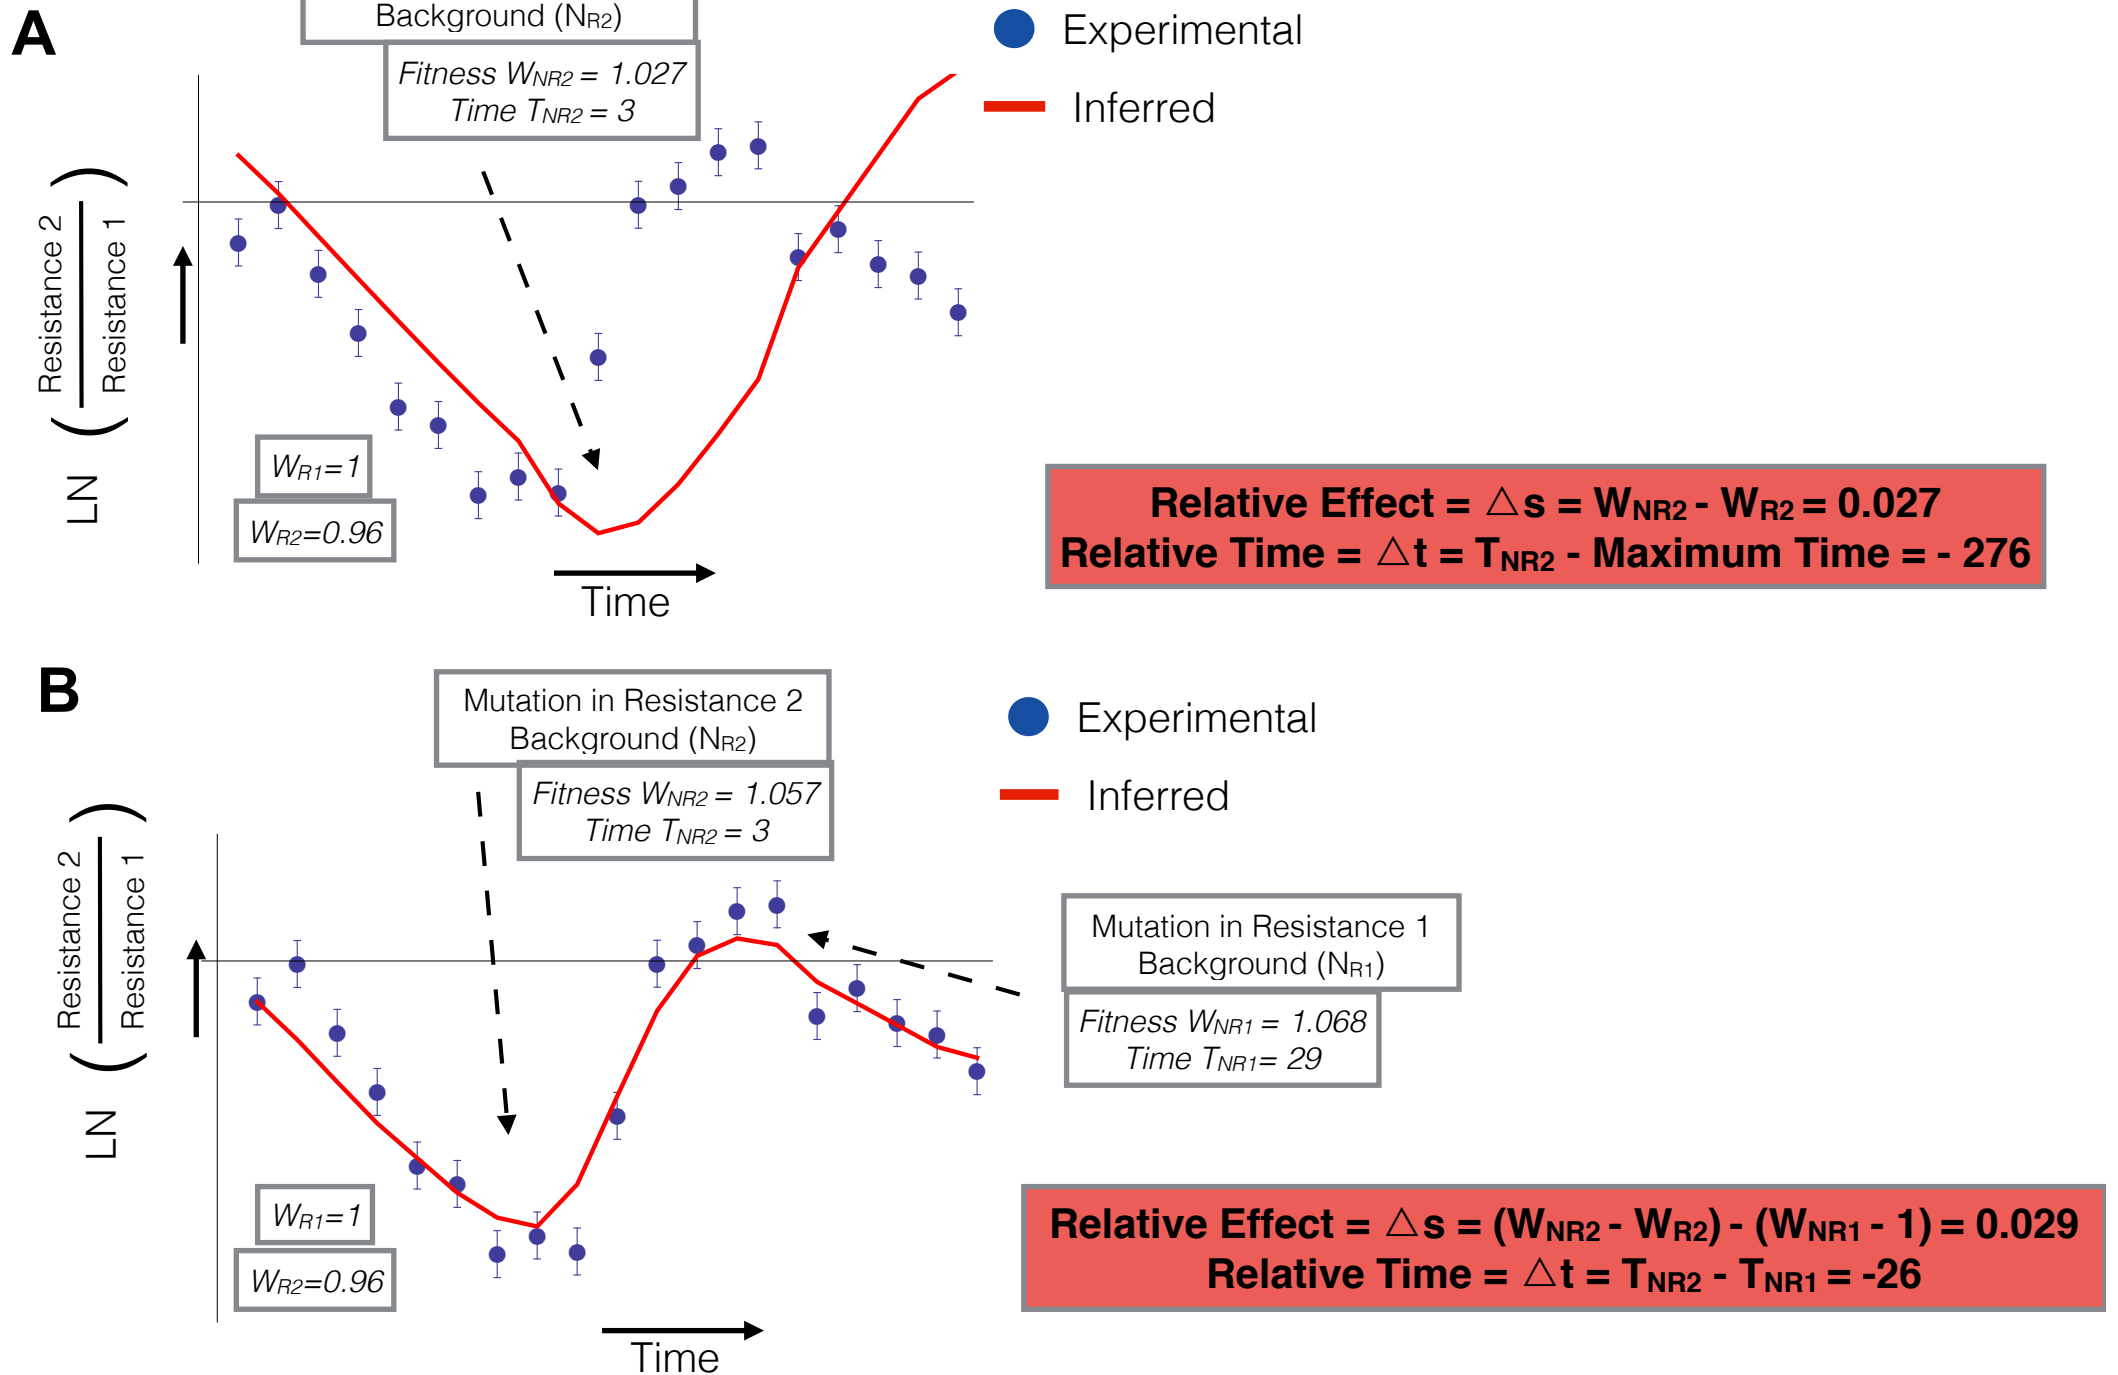 A
Background (NR2)
Fitness WNR2 = 1.027
Time TNR2 = 3
Experimental
Inferred
LN ( Resistance 2 / Resistance 1 )
WR1=1
WR2=0.96
Time
Relative Effect = △s = WNR2 - WR2 = 0.027
Relative Time = △t = TNR2 - Maximum Time = - 276
B
Mutation in Resistance 2
Background (NR2)
Fitness WNR2 = 1.057
Time TNR2 = 3
Experimental
Inferred
LN ( Resistance 2 / Resistance 1 )
Mutation in Resistance 1
Background (NR1)
Fitness WNR1 = 1.068
Time TNR1= 29
WR1=1
WR2=0.96
Time
Relative Effect = △s = (WNR2 - WR2) - (WNR1 - 1) = 0.029
Relative Time = △t = TNR2 - TNR1 = -26